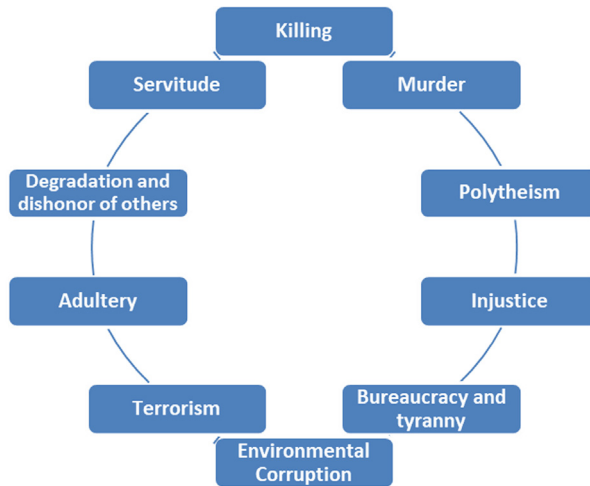 Killing
Murder
Polytheism
Injustice
Bureaucracy and
tyranny
Environmental
Corruption
Terrorism
Adultery
Degradation and
dishonor of others
Servitude